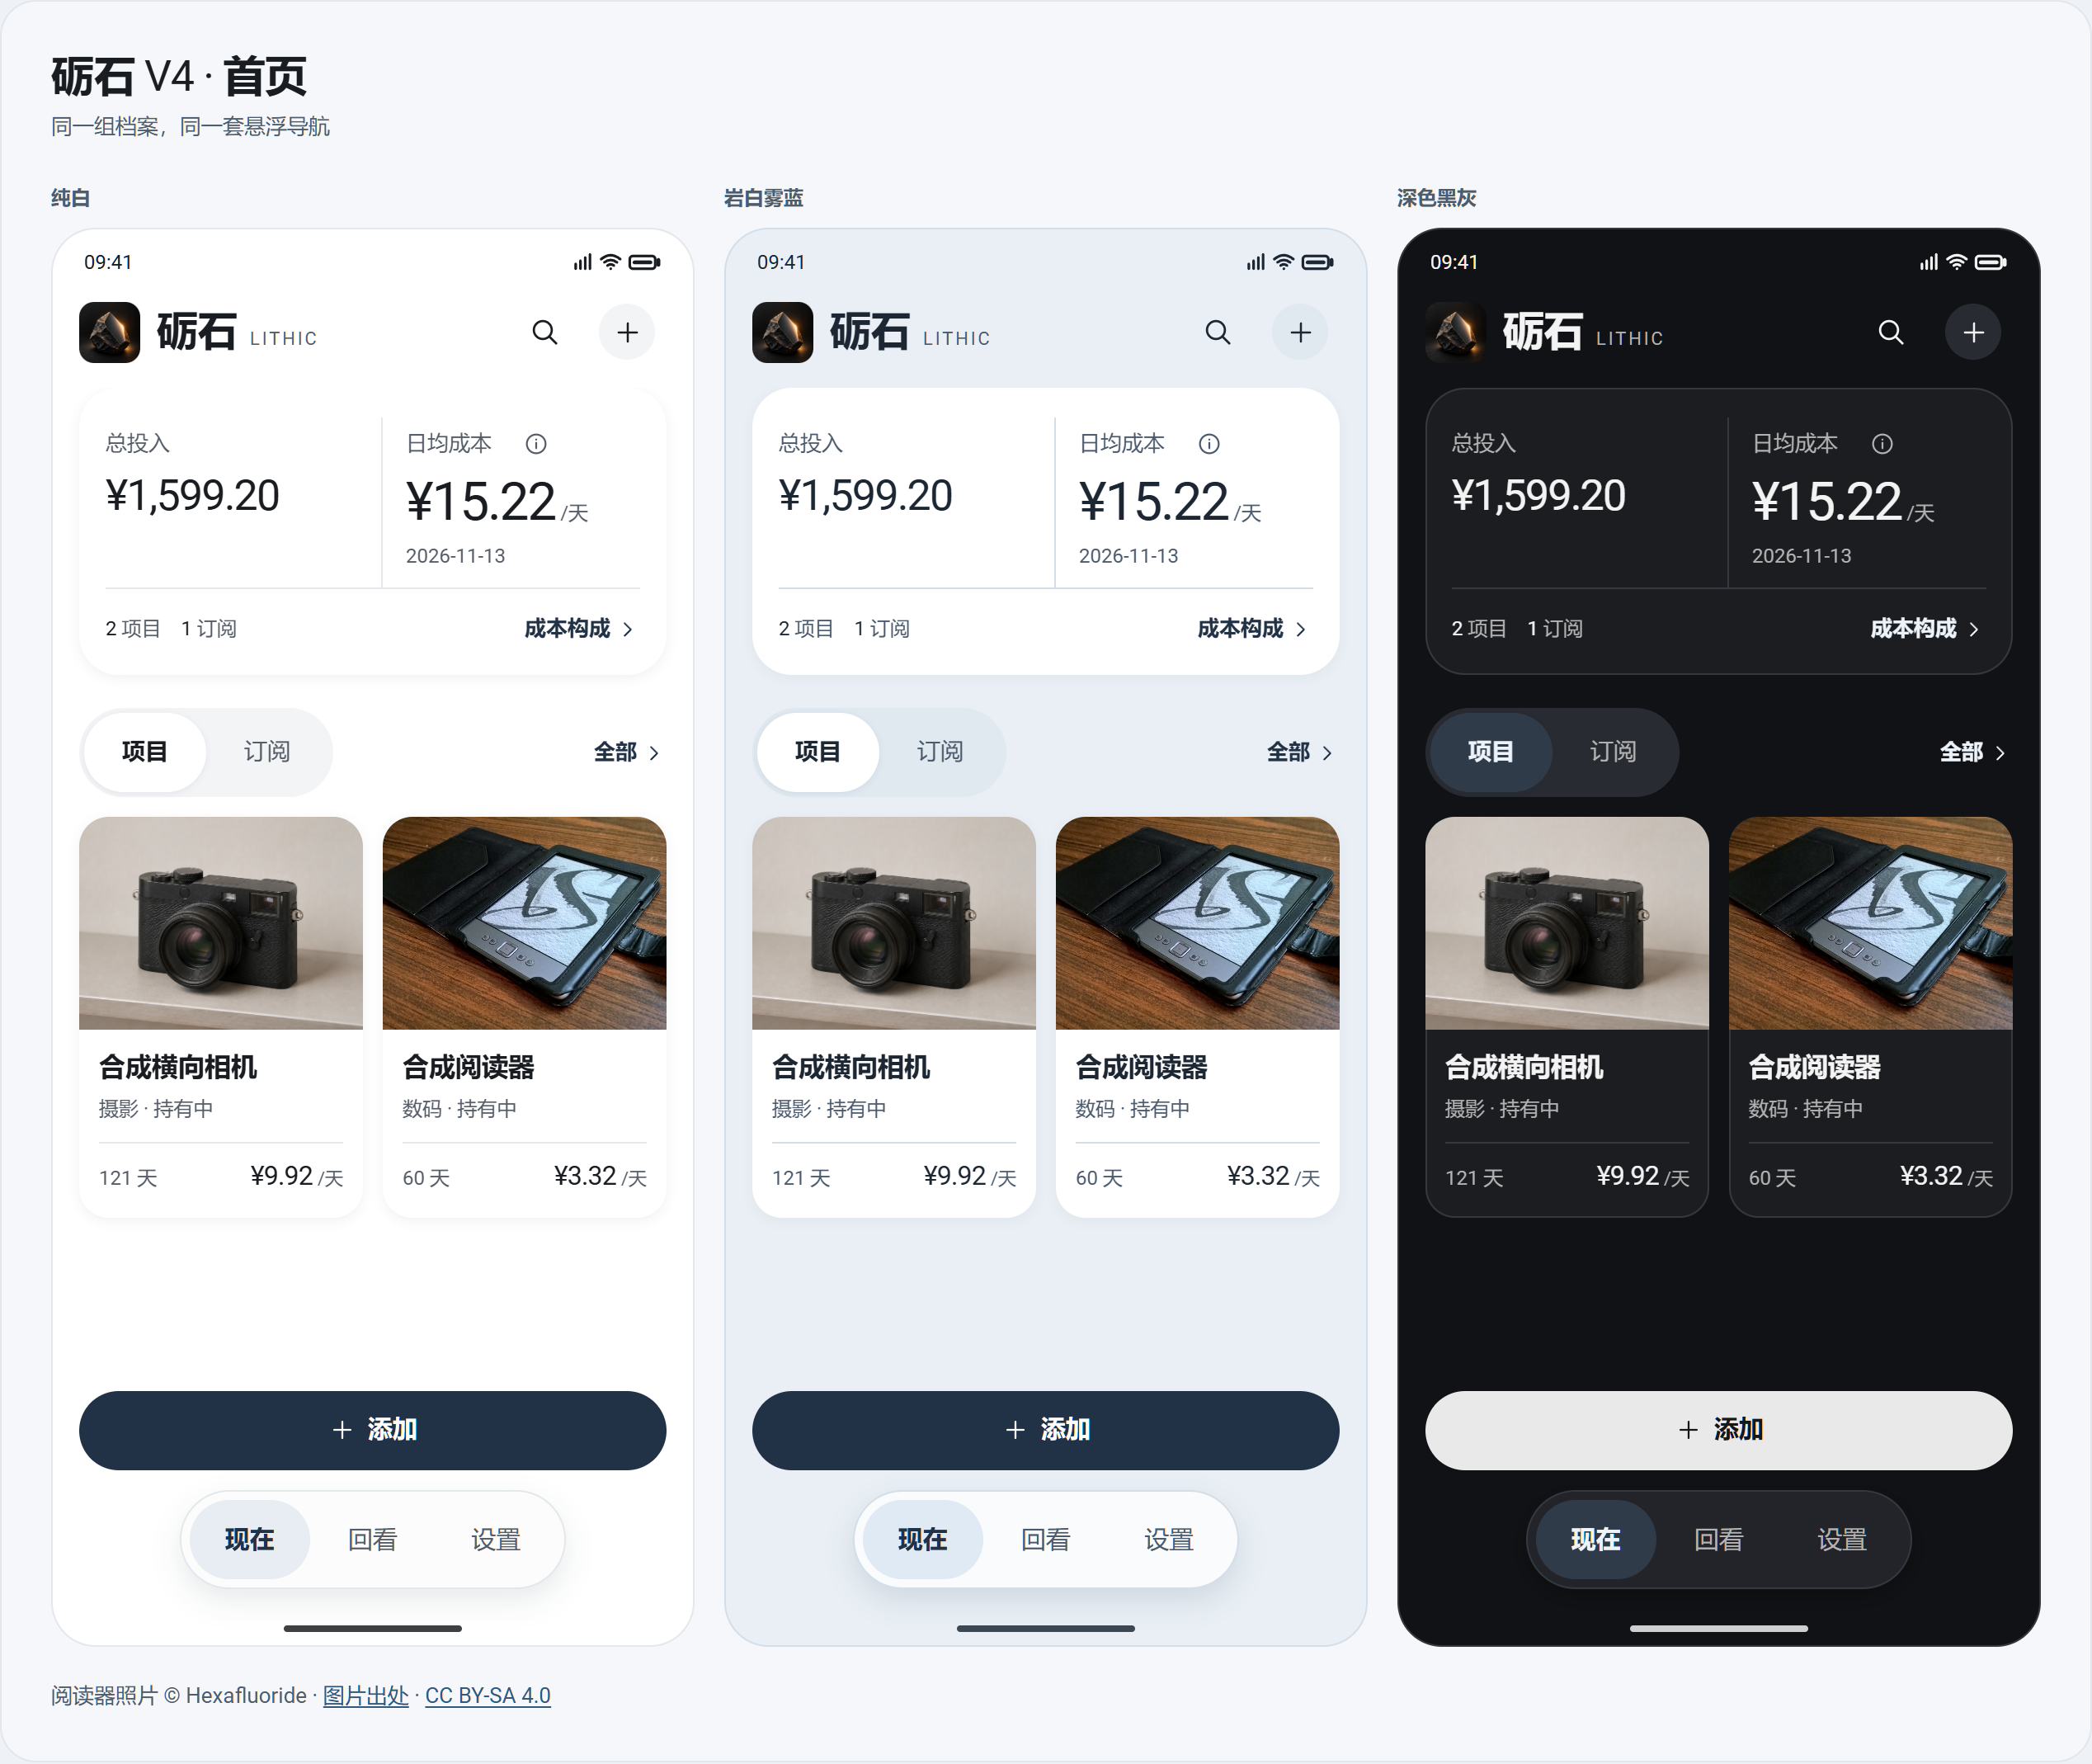 砺石 V4 · 首页
同一组档案，同一套悬浮导航
纯白
09:41
砺石 LITHIC
总投入
¥1,599.20
日均成本
¥15.22 /天
2026-11-13
2 项目 1 订阅
成本构成
项目 订阅
全部
合成横向相机
摄影 · 持有中
121 天 ¥9.92 /天
合成阅读器
数码 · 持有中
60 天 ¥3.32 /天
+ 添加
现在 回看 设置
岩白雾蓝
09:41
砺石 LITHIC
总投入
¥1,599.20
日均成本
¥15.22 /天
2026-11-13
2 项目 1 订阅
成本构成
项目 订阅
全部
合成横向相机
摄影 · 持有中
121 天 ¥9.92 /天
合成阅读器
数码 · 持有中
60 天 ¥3.32 /天
+ 添加
现在 回看 设置
深色黑灰
09:41
砺石 LITHIC
总投入
¥1,599.20
日均成本
¥15.22 /天
2026-11-13
2 项目 1 订阅
成本构成
项目 订阅
全部
合成横向相机
摄影 · 持有中
121 天 ¥9.92 /天
合成阅读器
数码 · 持有中
60 天 ¥3.32 /天
+ 添加
现在 回看 设置
阅读器照片 © Hexafluoride · 图片出处 · CC BY-SA 4.0